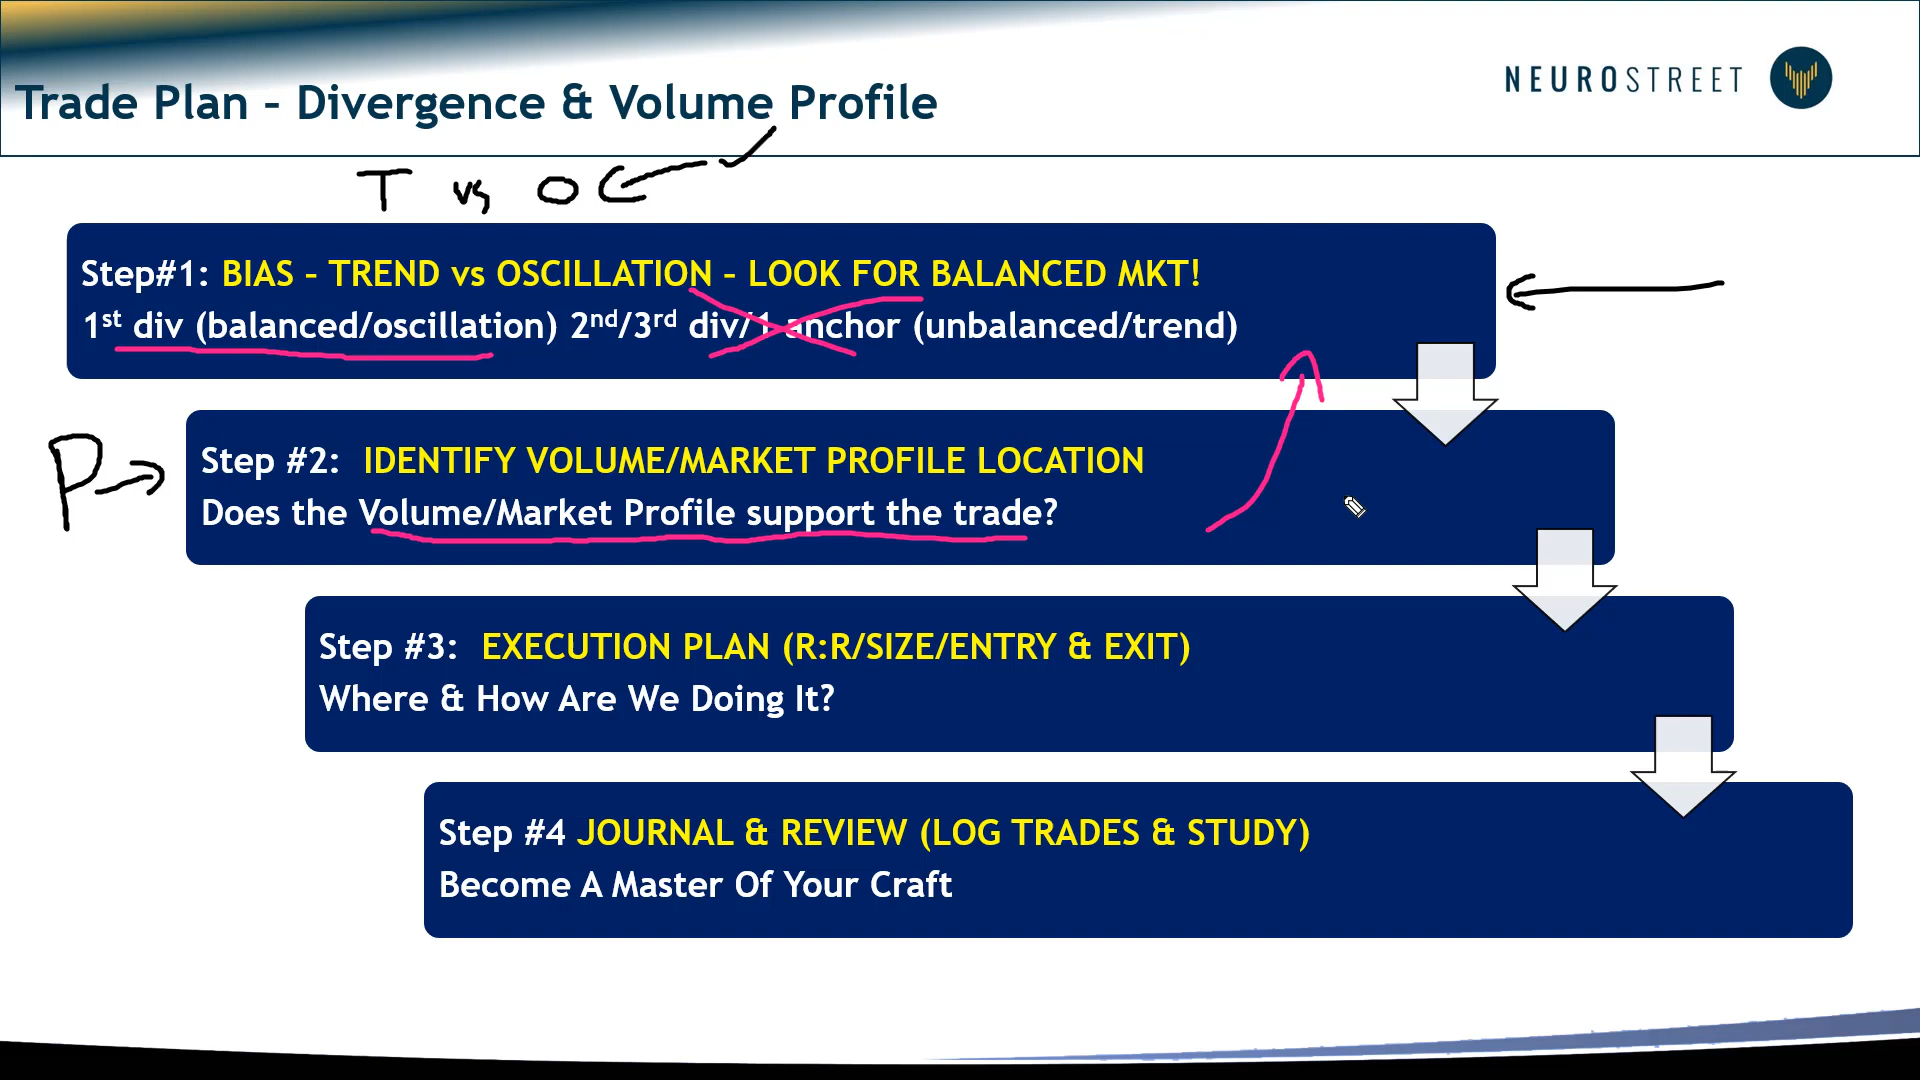 NEUROSTREET
Trade Plan – Divergence & Volume Profile
T vs O
Step#1: BIAS – TREND vs OSCILLATION – LOOK FOR BALANCED MKT!
1st div (balanced/oscillation) 2nd/3rd div/1 anchor (unbalanced/trend)
P
Step #2: IDENTIFY VOLUME/MARKET PROFILE LOCATION
Does the Volume/Market Profile support the trade?
Step #3: EXECUTION PLAN (R:R/SIZE/ENTRY & EXIT)
Where & How Are We Doing It?
Step #4 JOURNAL & REVIEW (LOG TRADES & STUDY)
Become A Master Of Your Craft